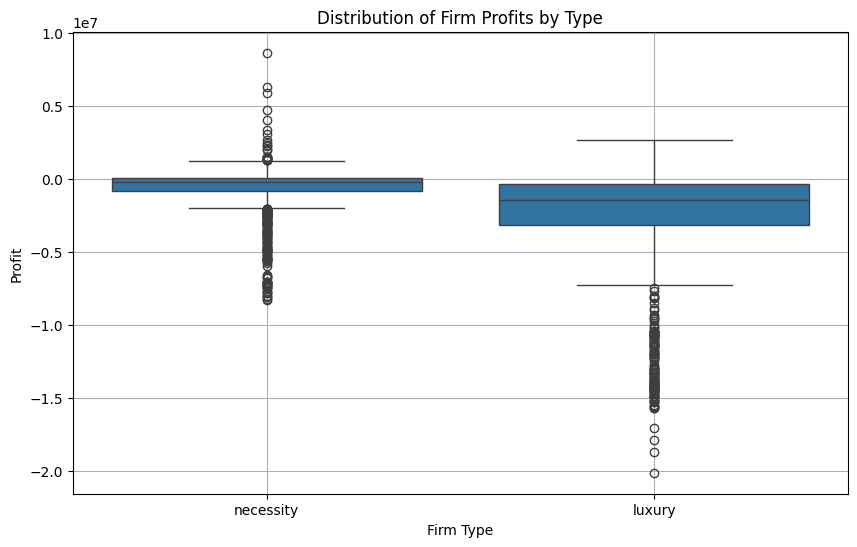 Distribution of Firm Profits by Type
1e7
1.0
0.5
0.0
−0.5
−1.0
−1.5
−2.0
Profit
necessity
luxury
Firm Type